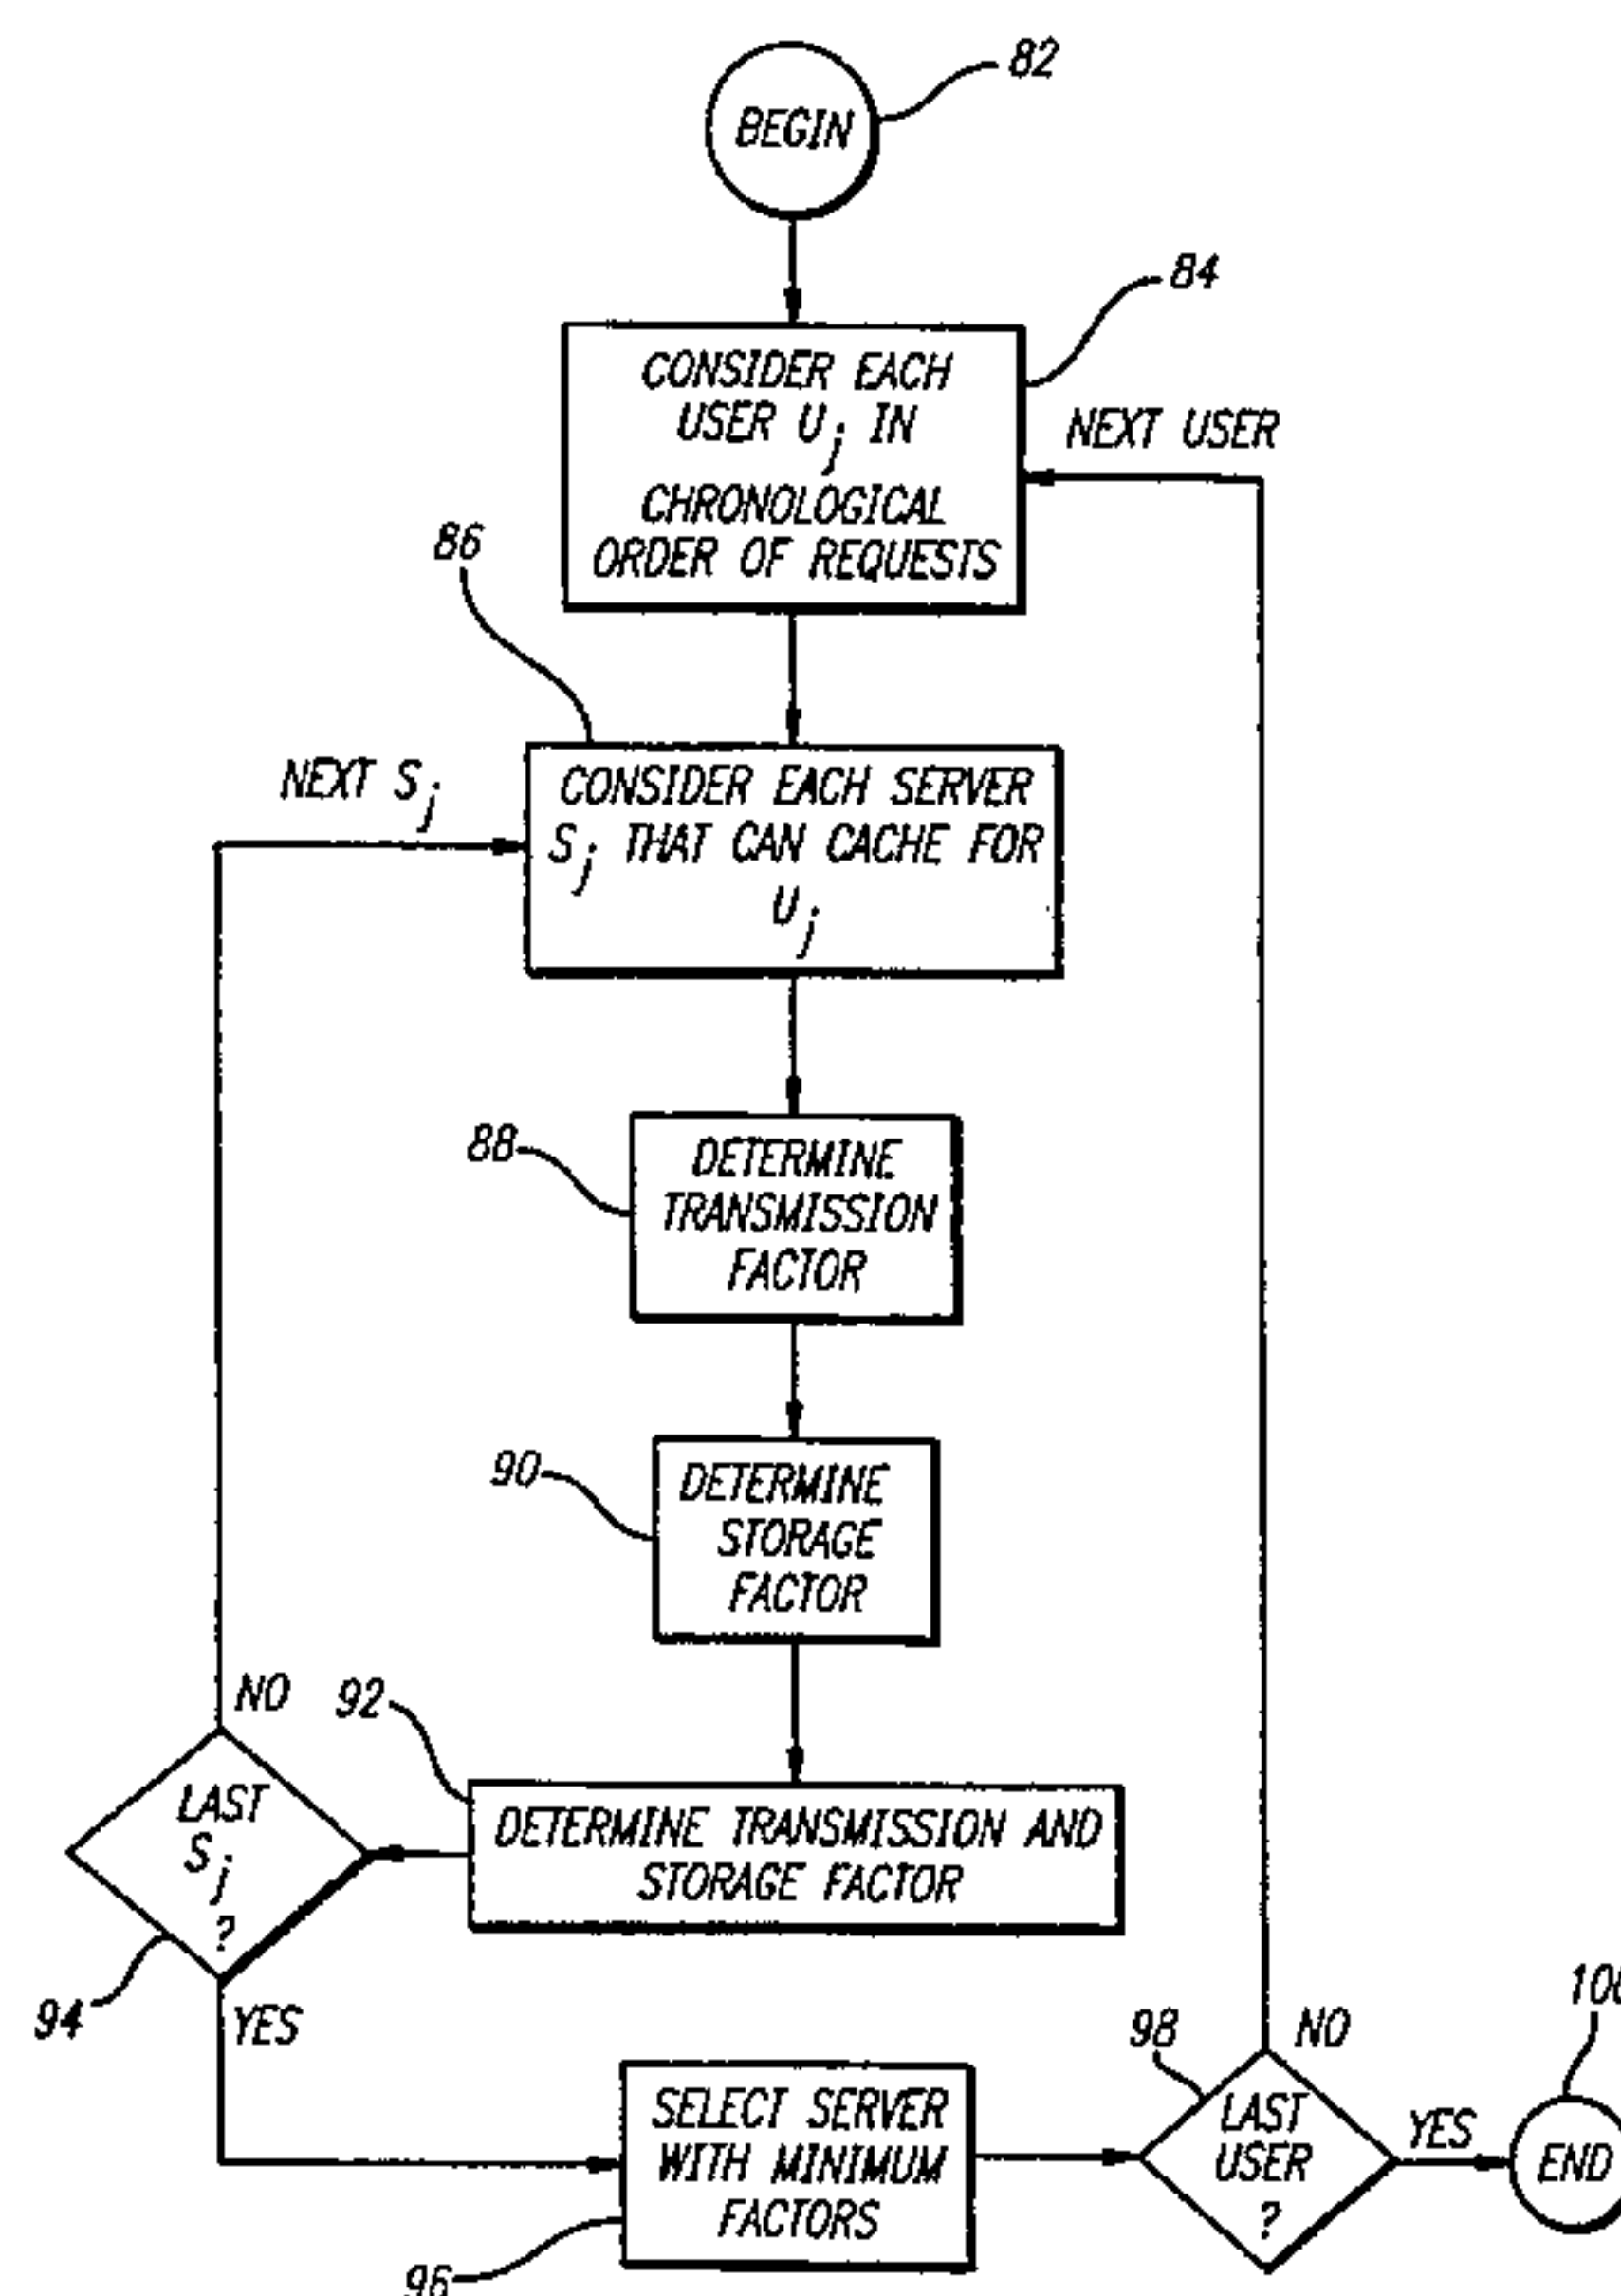 82
BEGIN
84
CONSIDER EACH
USER Uj IN
CHRONOLOGICAL
ORDER OF REQUESTS
NEXT USER
86
NEXT Sj
CONSIDER EACH SERVER
Sj THAT CAN CACHE FOR
Uj
88
DETERMINE
TRANSMISSION
FACTOR
90
DETERMINE
STORAGE
FACTOR
NO
92
DETERMINE TRANSMISSION AND
STORAGE FACTOR
LAST
Sj
?
94
YES
96
SELECT SERVER
WITH MINIMUM
FACTORS
98
NO
LAST
USER
?
YES
END